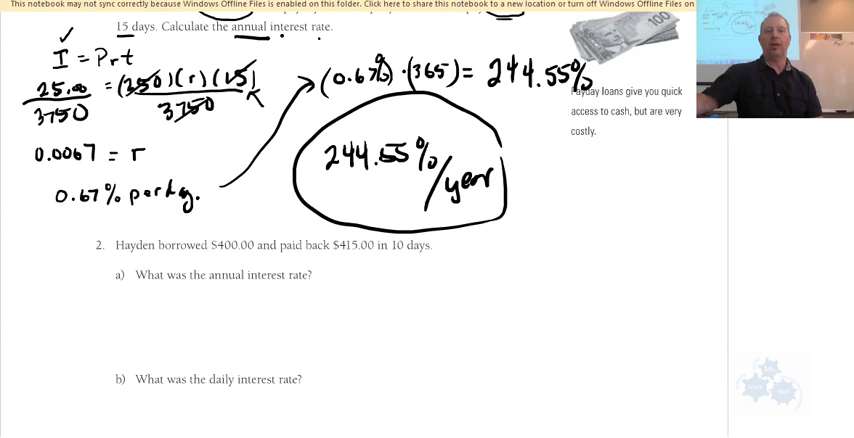 This notebook may not sync correctly because Windows Offline Files is enabled on this folder. Click here to share this notebook to a new location or turn off Windows Offline Files on
15 days. Calculate the annual interest rate.
I = Prt
25.00 = (250)(r)(15)
3750 3750
0.0067 = r
0.67% per day.
(0.67%)·(365) = 244.55%
244.55%
/year
100
Payday loans give you quick
access to cash, but are very
costly.
2. Hayden borrowed $400.00 and paid back $415.00 in 10 days.
a) What was the annual interest rate?
b) What was the daily interest rate?